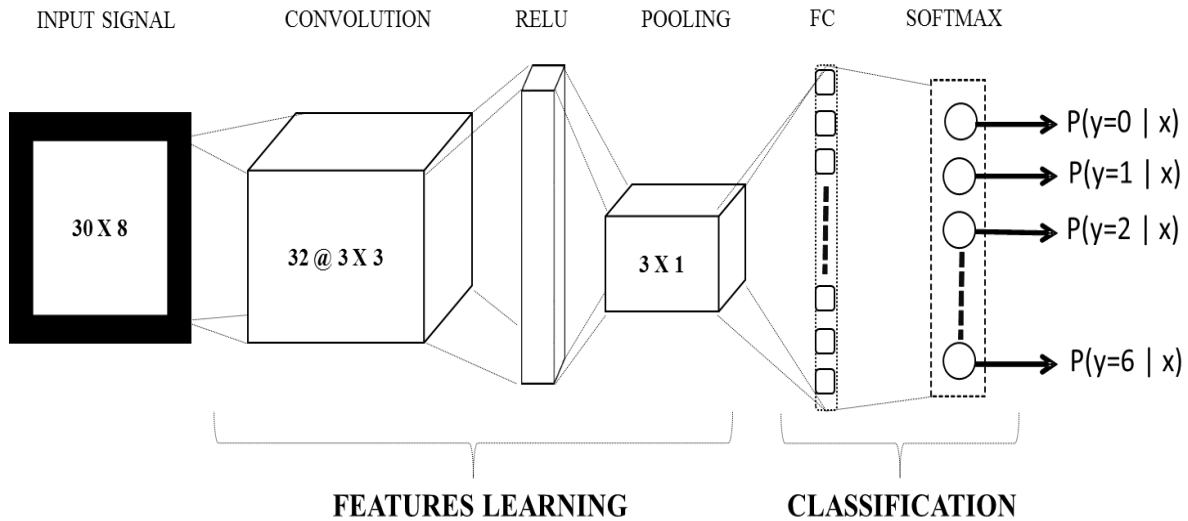 INPUT SIGNAL CONVOLUTION RELU POOLING FC SOFTMAX
30 X 8
32 @ 3 X 3
3 X 1
P(y=0 | x)
P(y=1 | x)
P(y=2 | x)
P(y=6 | x)
FEATURES LEARNING CLASSIFICATION